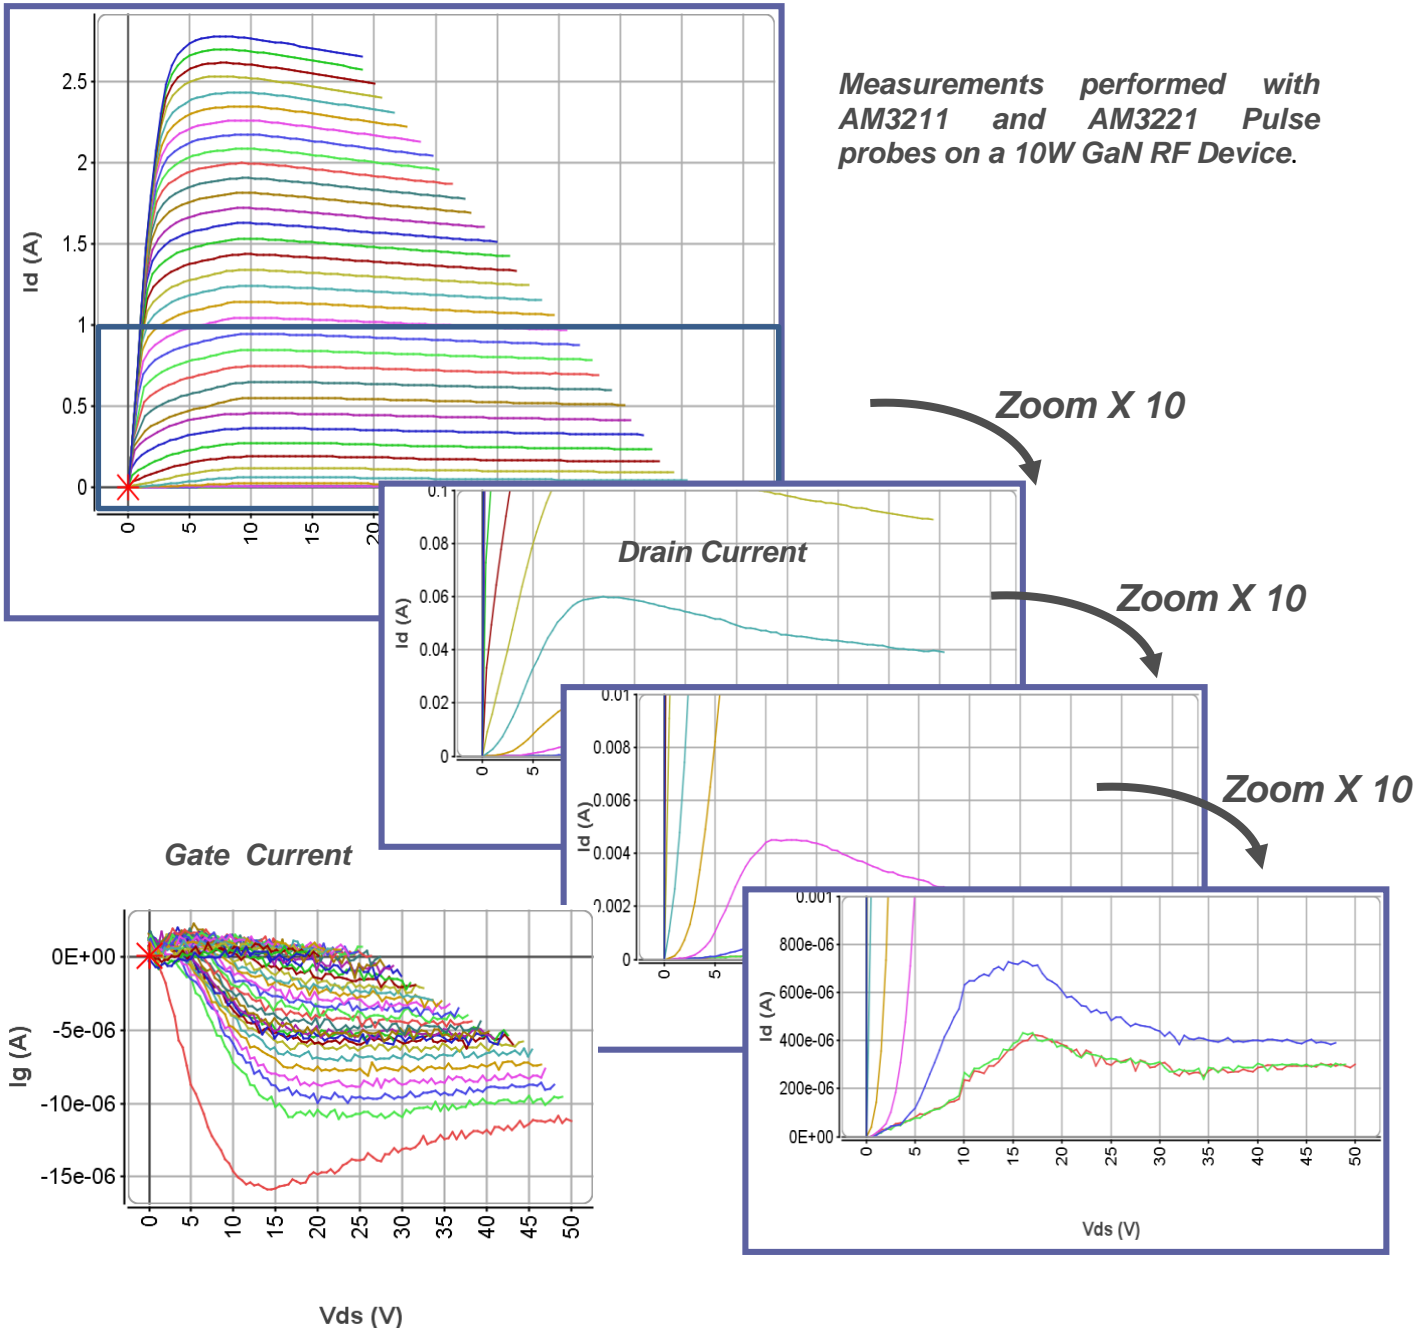 Measurements performed with
AM3211 and AM3221 Pulse
probes on a 10W GaN RF Device.
Id (A)
2.5
2
1.5
1
0.5
0
0 5 10 15 20
Zoom X 10
Drain Current
Id (A)
0.1
0.08
0.06
0.04
0.02
0
0 5
Zoom X 10
Id (A)
0.01
0.008
0.006
0.004
0.002
0
0 5
Zoom X 10
Id (A)
0.001
800e-06
600e-06
400e-06
200e-06
0E+00
0 5 10 15 20 25 30 35 40 45 50
Vds (V)
Gate Current
Ig (A)
0E+00
-5e-06
-10e-06
-15e-06
0 5 10 15 20 25 30 35 40 45 50
Vds (V)